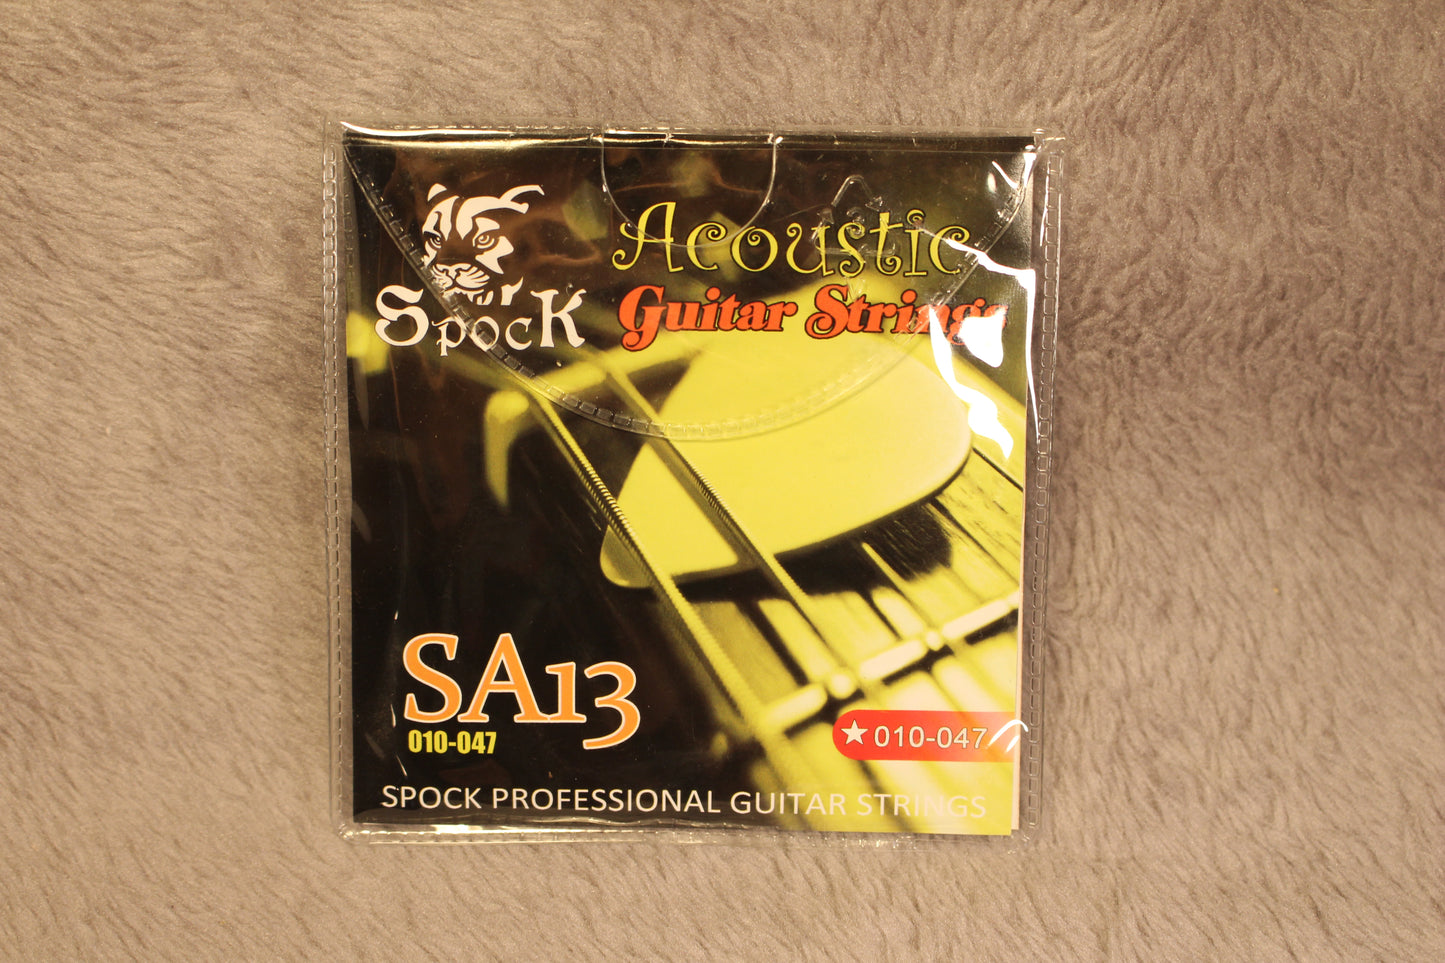 Spock
Acoustic
Guitar Strings
SA13
010-047
★010-047
SPOCK PROFESSIONAL GUITAR STRINGS